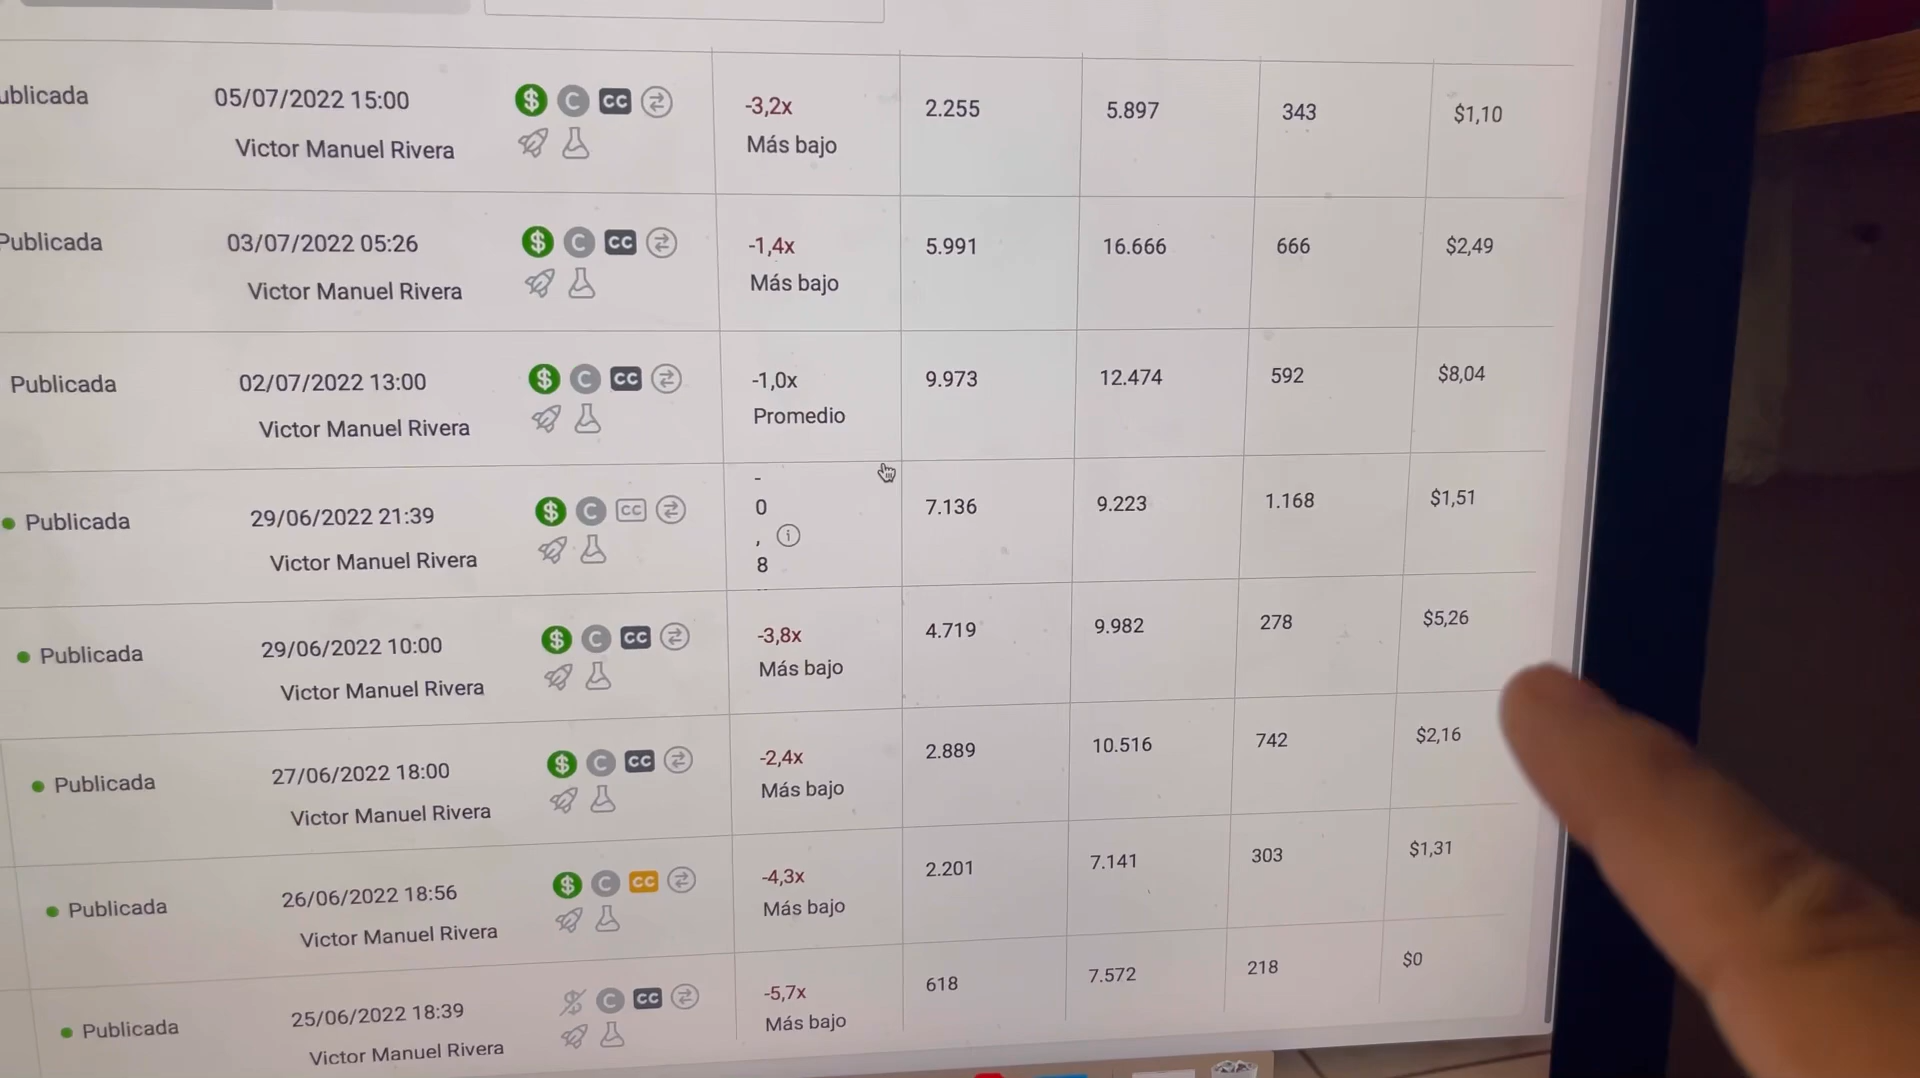 ublicada 05/07/2022 15:00 $ C CC -3,2x 2.255 5.897 343 $1,10
Victor Manuel Rivera Más bajo
Publicada 03/07/2022 05:26 $ C CC -1,4x 5.991 16.666 666 $2,49
Victor Manuel Rivera Más bajo
Publicada 02/07/2022 13:00 $ C CC -1,0x 9.973 12.474 592 $8,04
Victor Manuel Rivera Promedio
Publicada 29/06/2022 21:39 $ C CC -0,8 i 7.136 9.223 1.168 $1,51
Victor Manuel Rivera
Publicada 29/06/2022 10:00 $ C CC -3,8x 4.719 9.982 278 $5,26
Victor Manuel Rivera Más bajo
Publicada 27/06/2022 18:00 $ C CC -2,4x 2.889 10.516 742 $2,16
Victor Manuel Rivera Más bajo
Publicada 26/06/2022 18:56 $ C CC -4,3x 2.201 7.141 303 $1,31
Victor Manuel Rivera Más bajo
Publicada 25/06/2022 18:39 $ C CC -5,7x 618 7.572 218 $0
Victor Manuel Rivera Más bajo